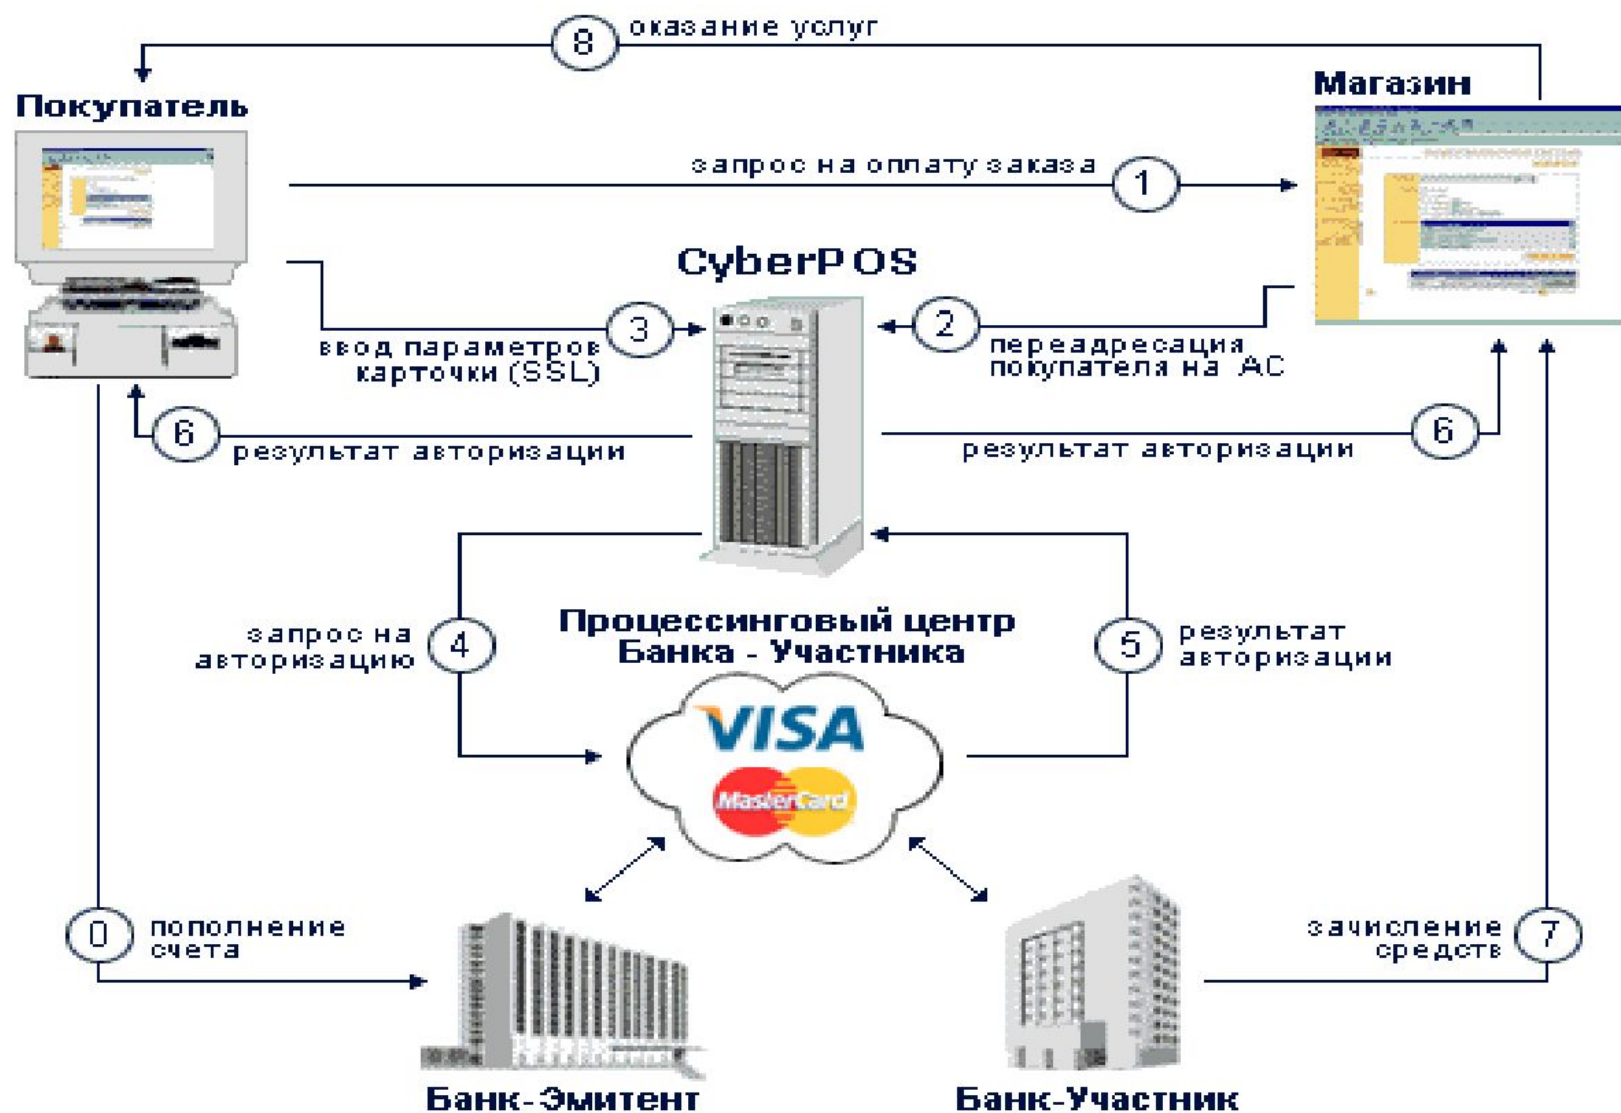 8
оказание услуг
Покупатель
Магазин
запрос на оплату заказа
1
CyberPOS
3
2
ввод параметров
карточки (SSL)
переадресация
покупателя на АС
6
результат авторизации
результат авторизации
6
запрос на
авторизацию
4
Процессинговый центр
Банка - Участника
5
результат
авторизации
VISA
MasterCard
0
пополнение
счета
зачисление
средств
7
Банк-Эмитент
Банк-Участник